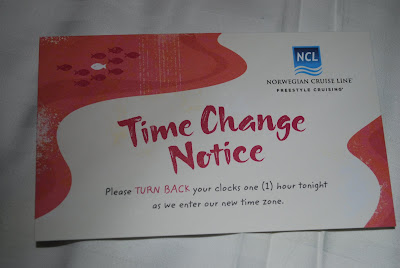 NCL
NORWEGIAN CRUISE LINE
FREESTYLE CRUISING®
Time Change
Notice
Please TURN BACK your clocks one (1) hour tonight
as we enter our new time zone.